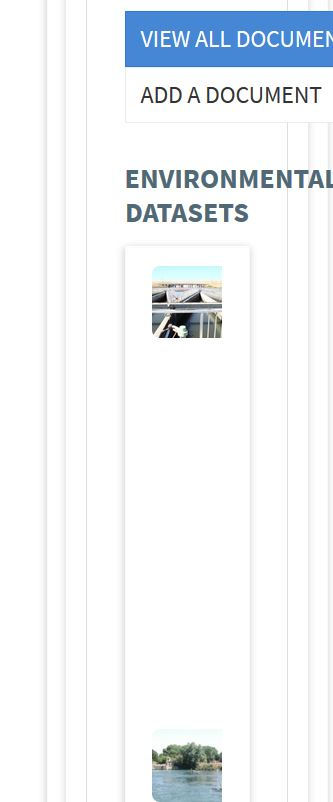 VIEW ALL DOCUMEN
ADD A DOCUMENT
ENVIRONMENTAL
DATASETS